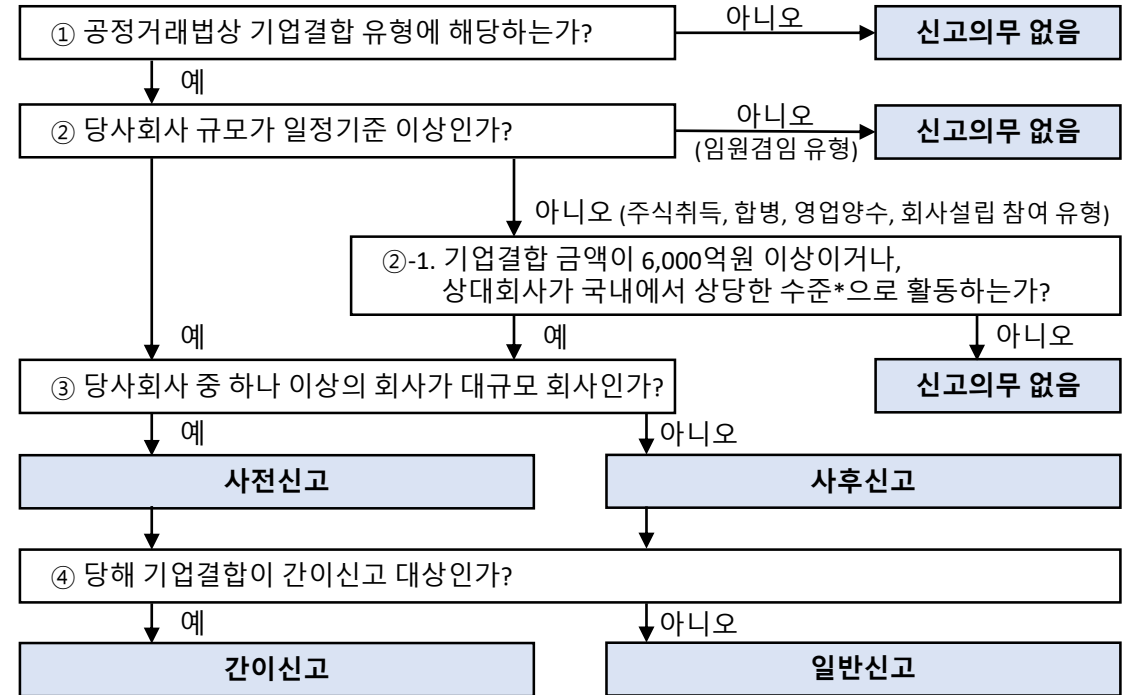 ① 공정거래법상 기업결합 유형에 해당하는가?
아니오
신고의무 없음
예
② 당사회사 규모가 일정기준 이상인가?
아니오
(임원겸임 유형)
신고의무 없음
아니오 (주식취득, 합병, 영업양수, 회사설립 참여 유형)
②-1. 기업결합 금액이 6,000억원 이상이거나,
상대회사가 국내에서 상당한 수준*으로 활동하는가?
예
예
아니오
③ 당사회사 중 하나 이상의 회사가 대규모 회사인가?
신고의무 없음
예
아니오
사전신고
사후신고
④ 당해 기업결합이 간이신고 대상인가?
예
아니오
간이신고
일반신고